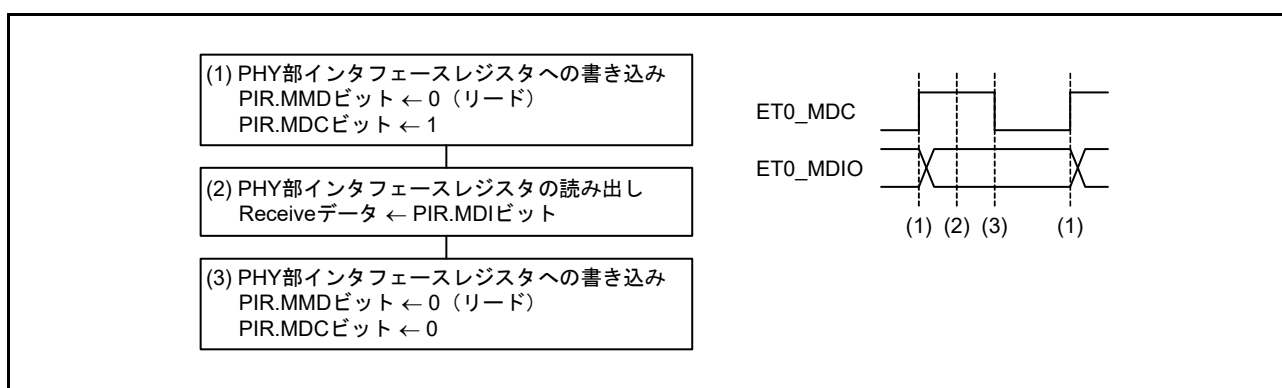 (1) PHY部インタフェースレジスタへの書き込み
PIR.MMDビット ← 0（リード）
PIR.MDCビット ← 1
(2) PHY部インタフェースレジスタの読み出し
Receiveデータ ← PIR.MDIビット
(3) PHY部インタフェースレジスタへの書き込み
PIR.MMDビット ← 0（リード）
PIR.MDCビット ← 0
ET0_MDC
ET0_MDIO
(1) (2) (3) (1)